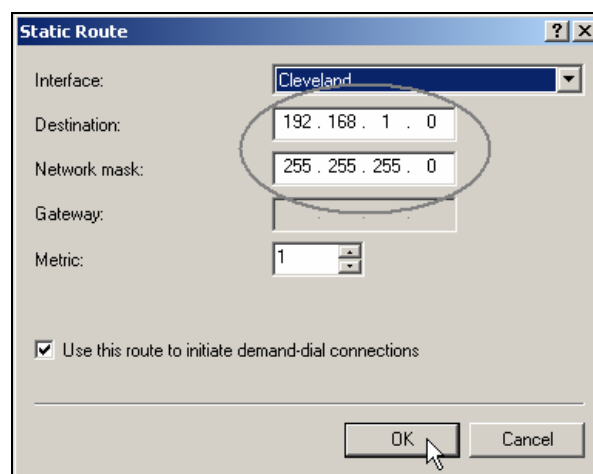 Static Route
Interface: Cleveland
Destination: 192 . 168 . 1 . 0
Network mask: 255 . 255 . 255 . 0
Gateway: . . .
Metric: 1
Use this route to initiate demand-dial connections
OK Cancel